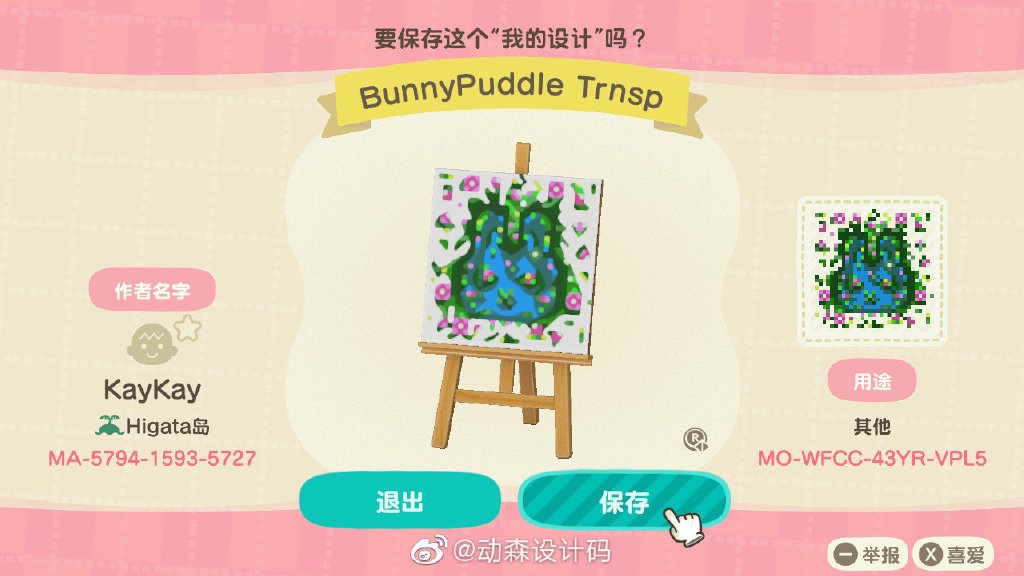 要保存这个“我的设计”吗？
BunnyPuddle Trnsp
作者名字
KayKay
Higata岛
MA-5794-1593-5727
用途
其他
MO-WFCC-43YR-VPL5
R
退出
保存
@动森设计码
举报
X 喜爱